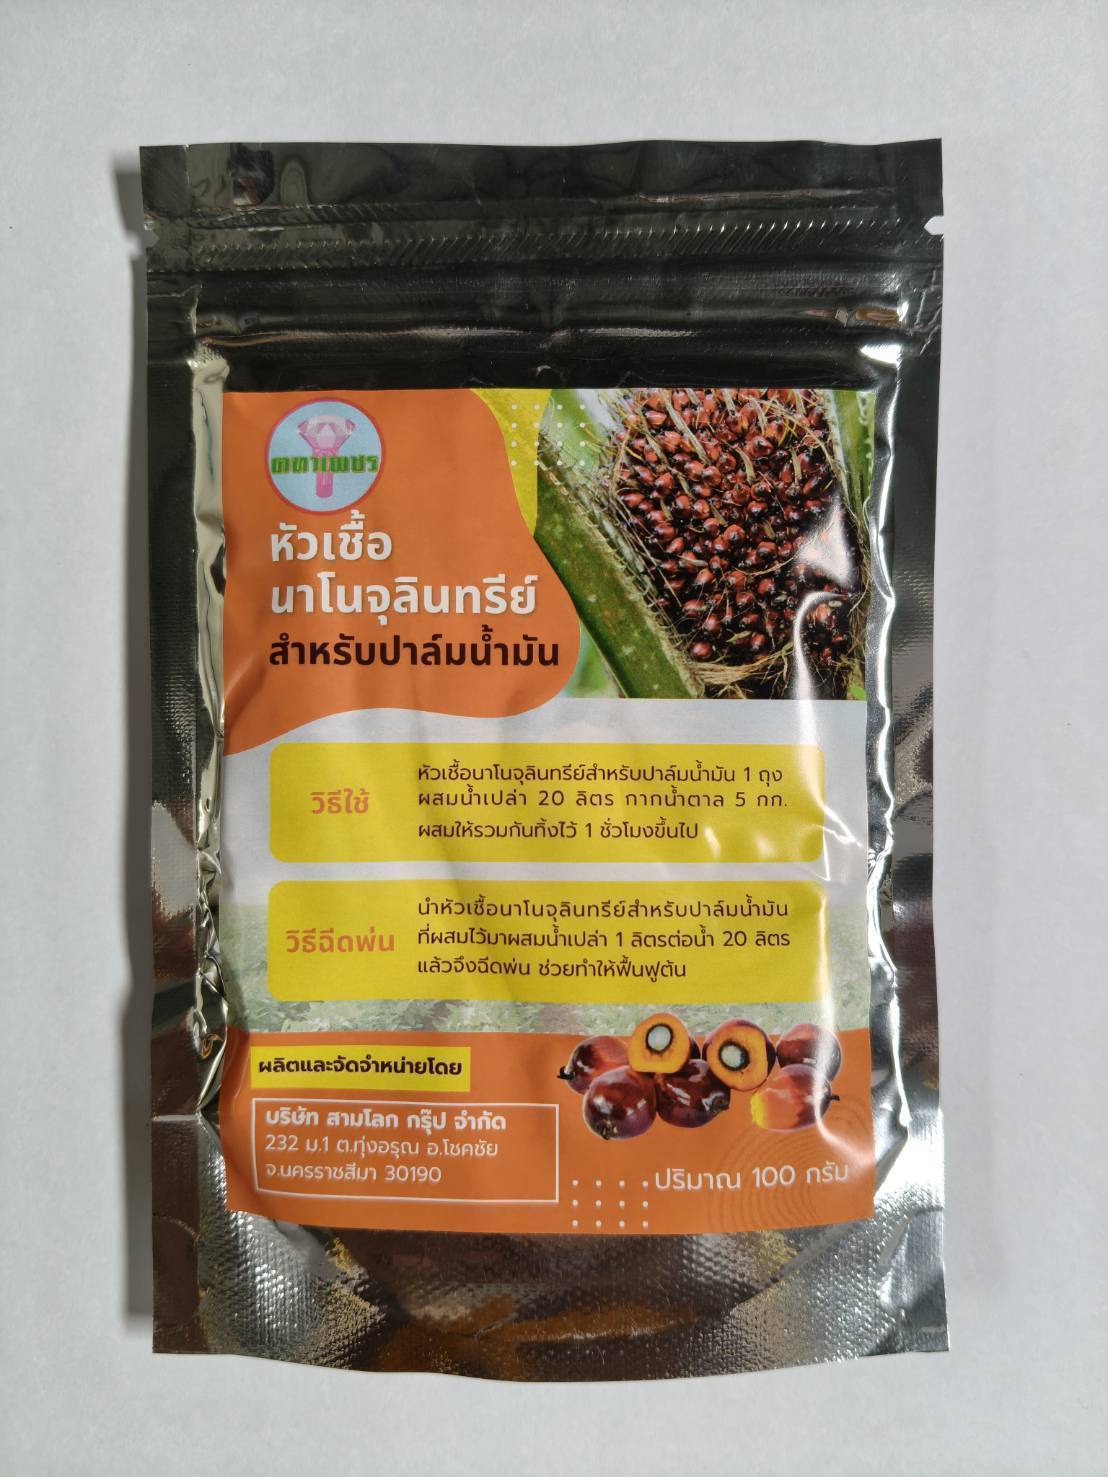 คทาเพชร
หัวเชื้อ
นาโนจุลินทรีย์
สำหรับปาล์มน้ำมัน
วิธีใช้
หัวเชื้อนาโนจุลินทรีย์สำหรับปาล์มน้ำมัน 1 ถุง
ผสมน้ำเปล่า 20 ลิตร กากน้ำตาล 5 กก.
ผสมให้รวมกันทิ้งไว้ 1 ชั่วโมงขึ้นไป
วิธีฉีดพ่น
นำหัวเชื้อนาโนจุลินทรีย์สำหรับปาล์มน้ำมัน
ที่ผสมไว้มาผสมน้ำเปล่า 1 ลิตรต่อน้ำ 20 ลิตร
แล้วจึงฉีดพ่น ช่วยทำให้ฟื้นฟูต้น
ผลิตและจัดจำหน่ายโดย
บริษัท สามโลก กรุ๊ป จำกัด
232 ม.1 ต.ทุ่งอรุณ อ.โชคชัย
จ.นครราชสีมา 30190
ปริมาณ 100 กรัม